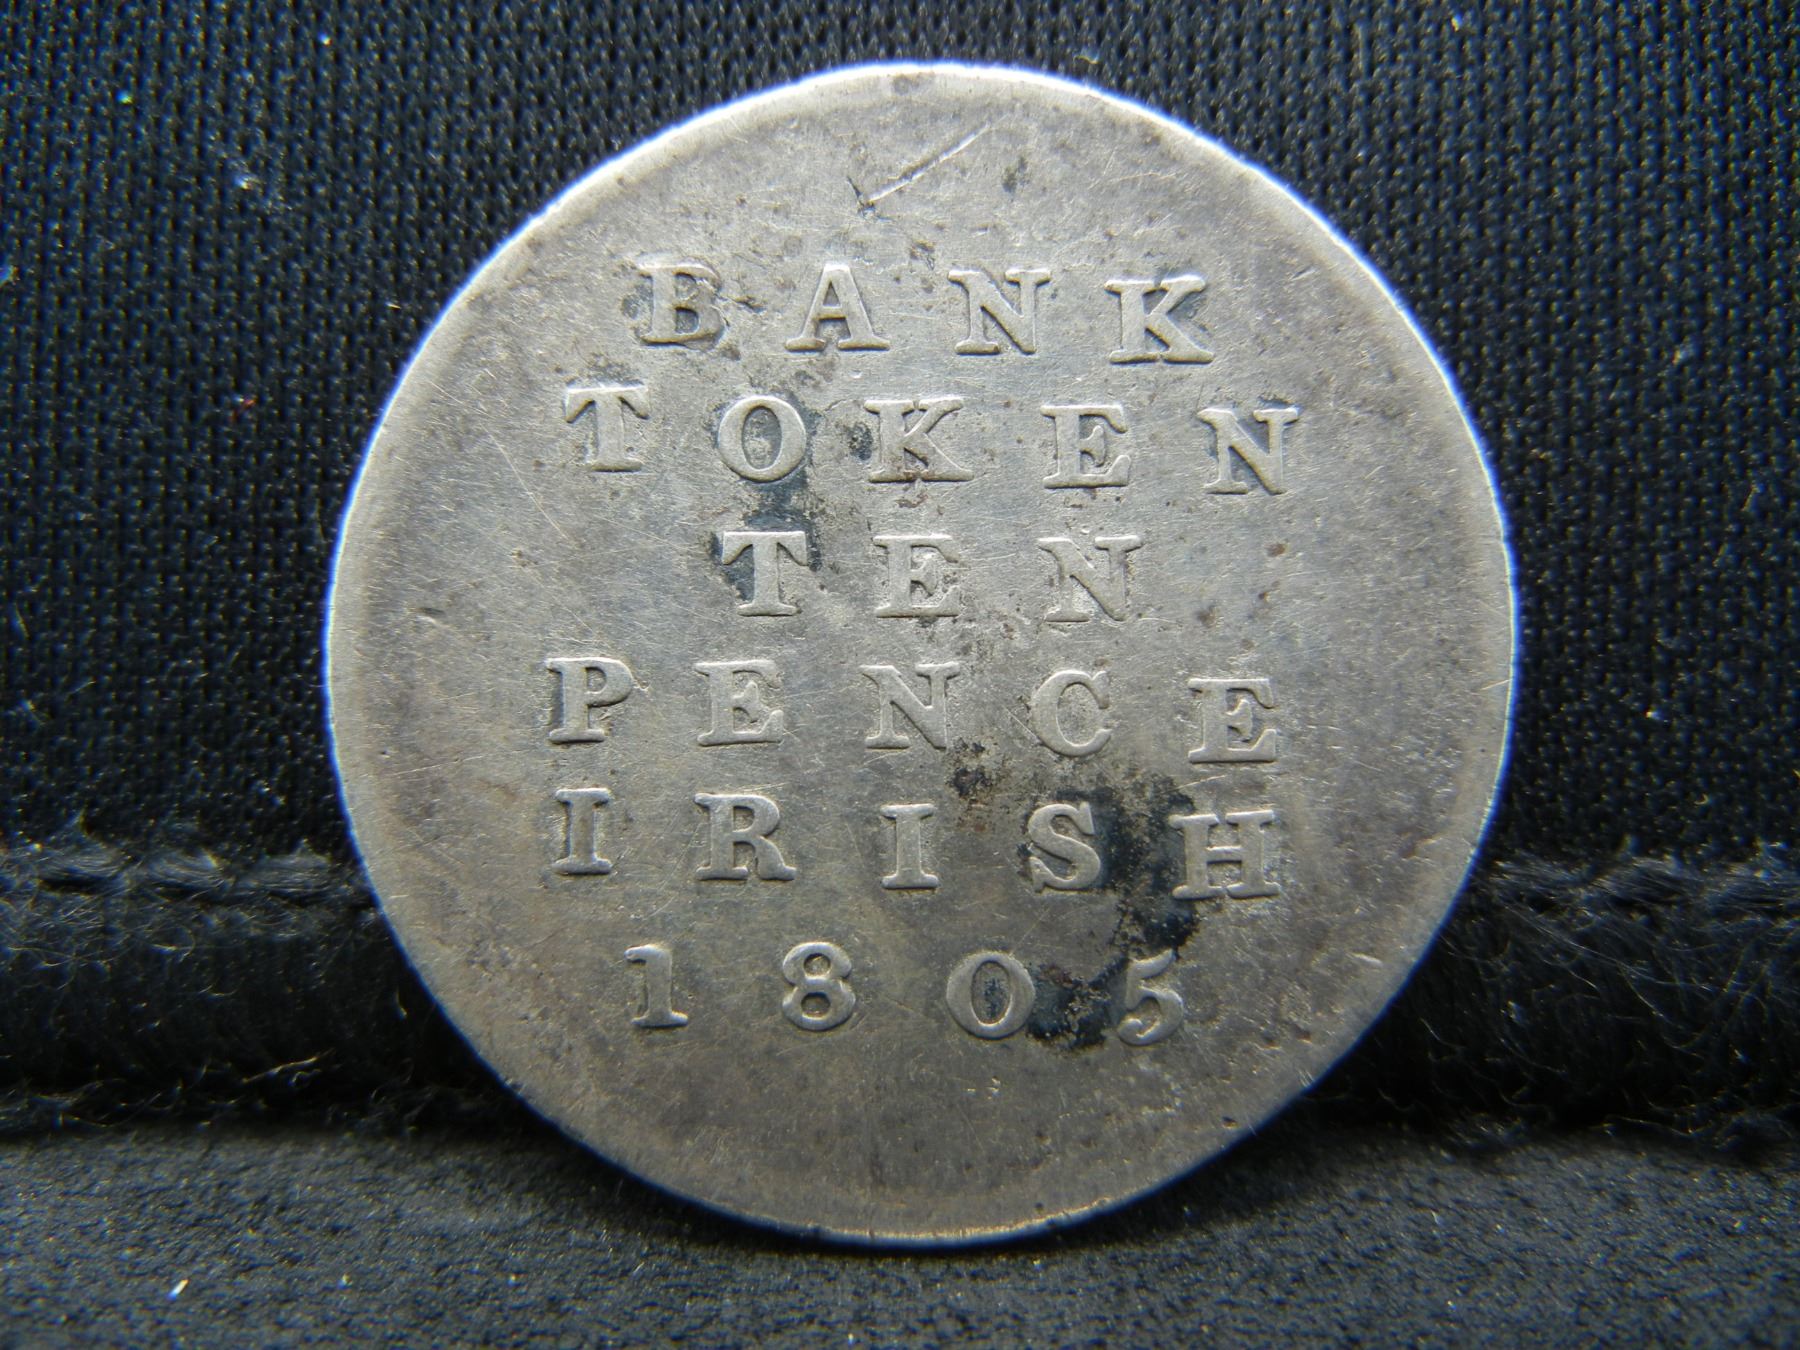 BANK
TOKEN
TEN
PENCE
IRISH
1805